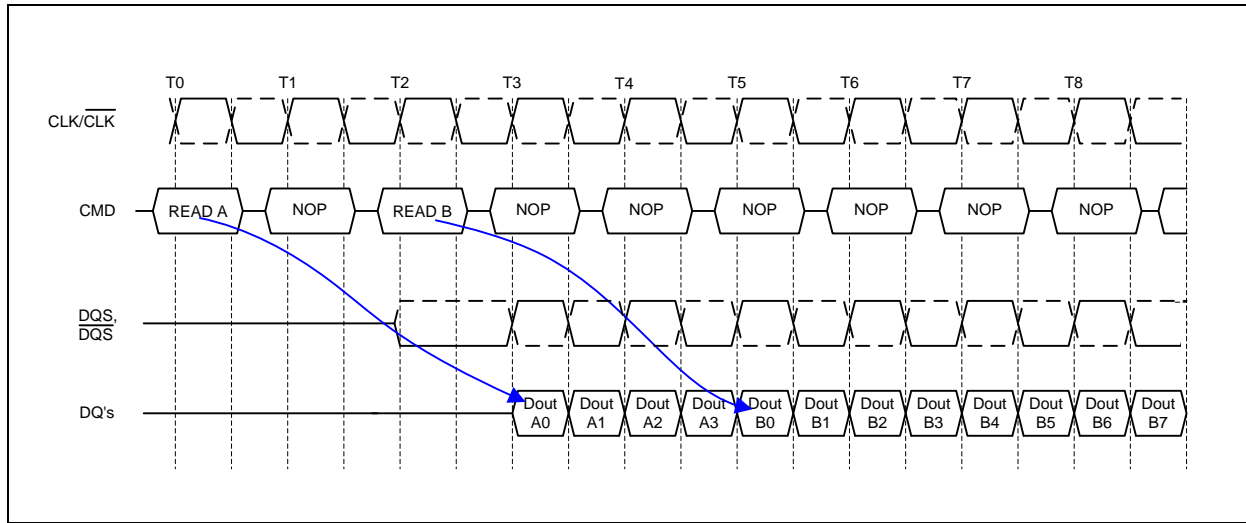 T0 T1 T2 T3 T4 T5 T6 T7 T8
CLK/CLK
CMD READ A NOP READ B NOP NOP NOP NOP NOP NOP
DQS,
DQS
DQ's
Dout Dout Dout Dout Dout Dout Dout Dout Dout Dout Dout Dout
A0 A1 A2 A3 B0 B1 B2 B3 B4 B5 B6 B7